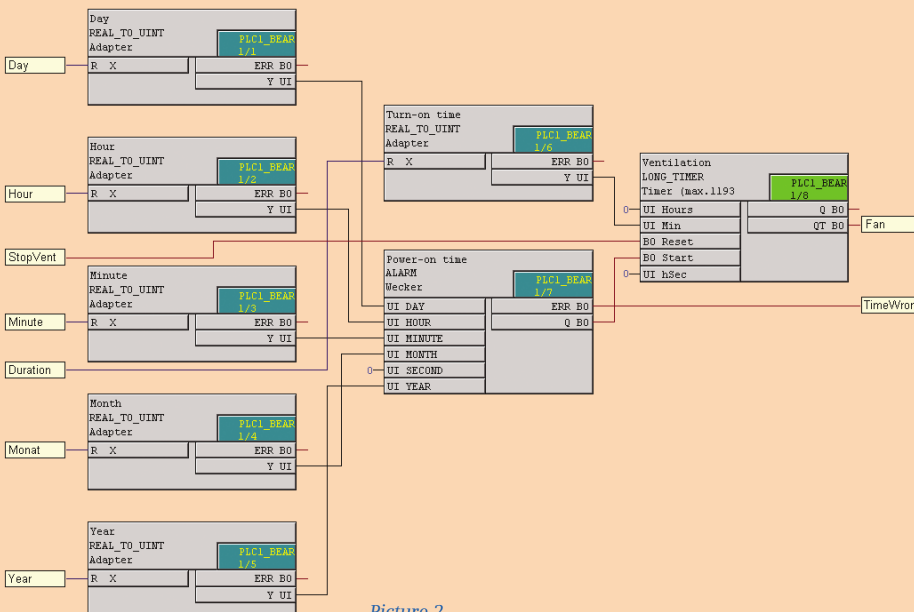 Day
REAL_TO_UINT
Adapter
PLC1_BEAR
1/1
Day
R X
ERR BO
Y UI
Turn-on time
REAL_TO_UINT
Adapter
PLC1_BEAR
1/6
R X
ERR BO
Y UI
Hour
REAL_TO_UINT
Adapter
PLC1_BEAR
1/2
Hour
R X
ERR BO
Y UI
Ventilation
LONG_TIMER
Timer (max.1193
PLC1_BEAR
1/8
0
UI Hours
Q BO
UI Min
QT BO
Fan
BO Reset
BO Start
0
UI hSec
StopVent
Minute
REAL_TO_UINT
Adapter
PLC1_BEAR
1/3
Minute
R X
ERR BO
Y UI
Power-on time
ALARM
Wecker
PLC1_BEAR
1/7
UI DAY
ERR BO
TimeWron
UI HOUR
Q BO
UI MINUTE
UI MONTH
0
UI SECOND
UI YEAR
Duration
Month
REAL_TO_UINT
Adapter
PLC1_BEAR
1/4
Monat
R X
ERR BO
Y UI
Year
REAL_TO_UINT
Adapter
PLC1_BEAR
1/5
Year
R X
ERR BO
Y UI
Picture 2